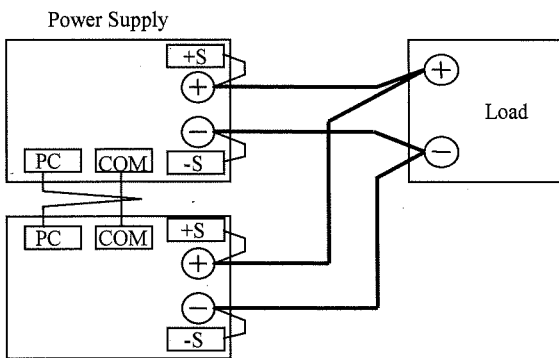 Power Supply
+S
+
−
-S
PC COM
Load
+
−
PC COM
+S
+
−
-S